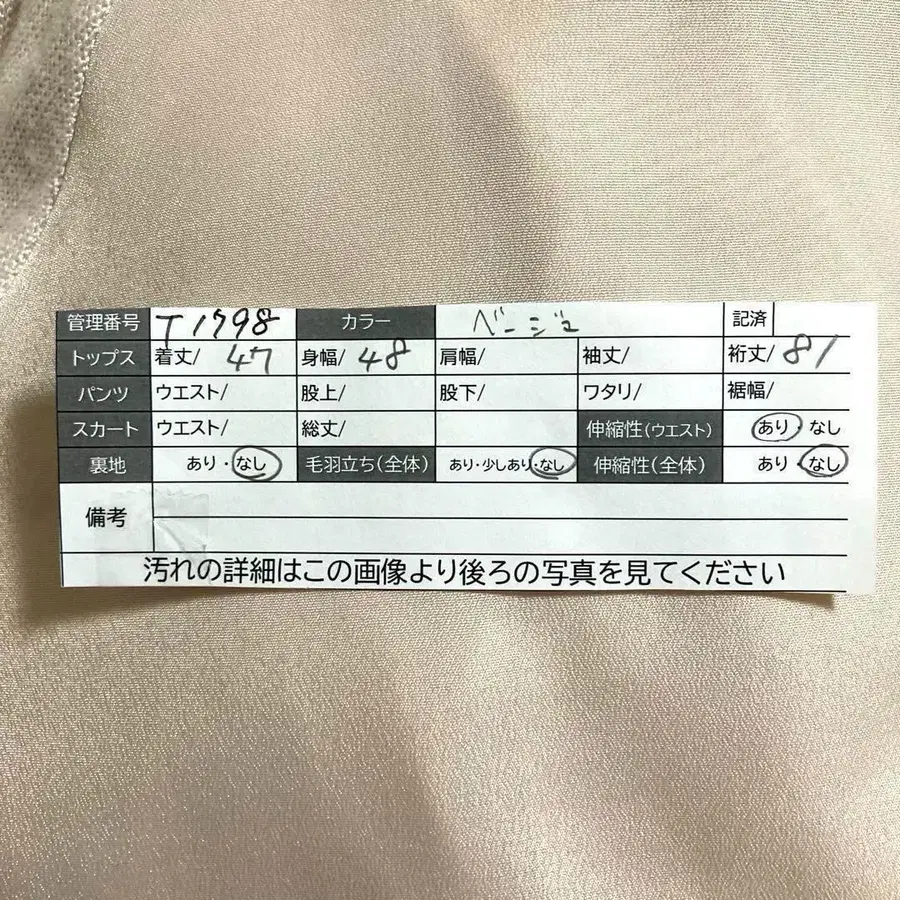 管理番号 T1798 カラー ベージュ 記済
トップス 着丈/ 47 身幅/ 48 肩幅/ 袖丈/ 裄丈/ 81
パンツ ウエスト/ 股上/ 股下/ ワタリ/ 裾幅/
スカート ウエスト/ 総丈/ 伸縮性(ウエスト) あり・なし
裏地 あり・なし 毛羽立ち(全体) あり・少しあり・なし 伸縮性(全体) あり・なし
備考
汚れの詳細はこの画像より後ろの写真を見てください